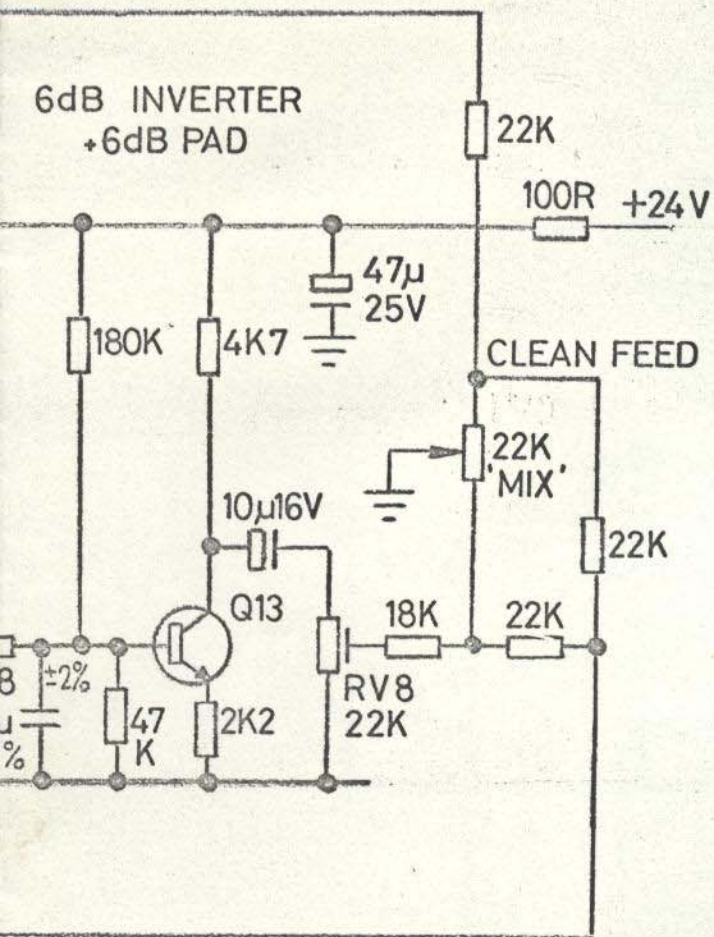 6dB INVERTER
+6dB PAD
22K
100R +24V
47µ
25V
180K
4K7
CLEAN FEED
22K
'MIX'
10µ16V
22K
Q13
18K
22K
8
±2%
RV8
22K
µ
47
K
2K2
%